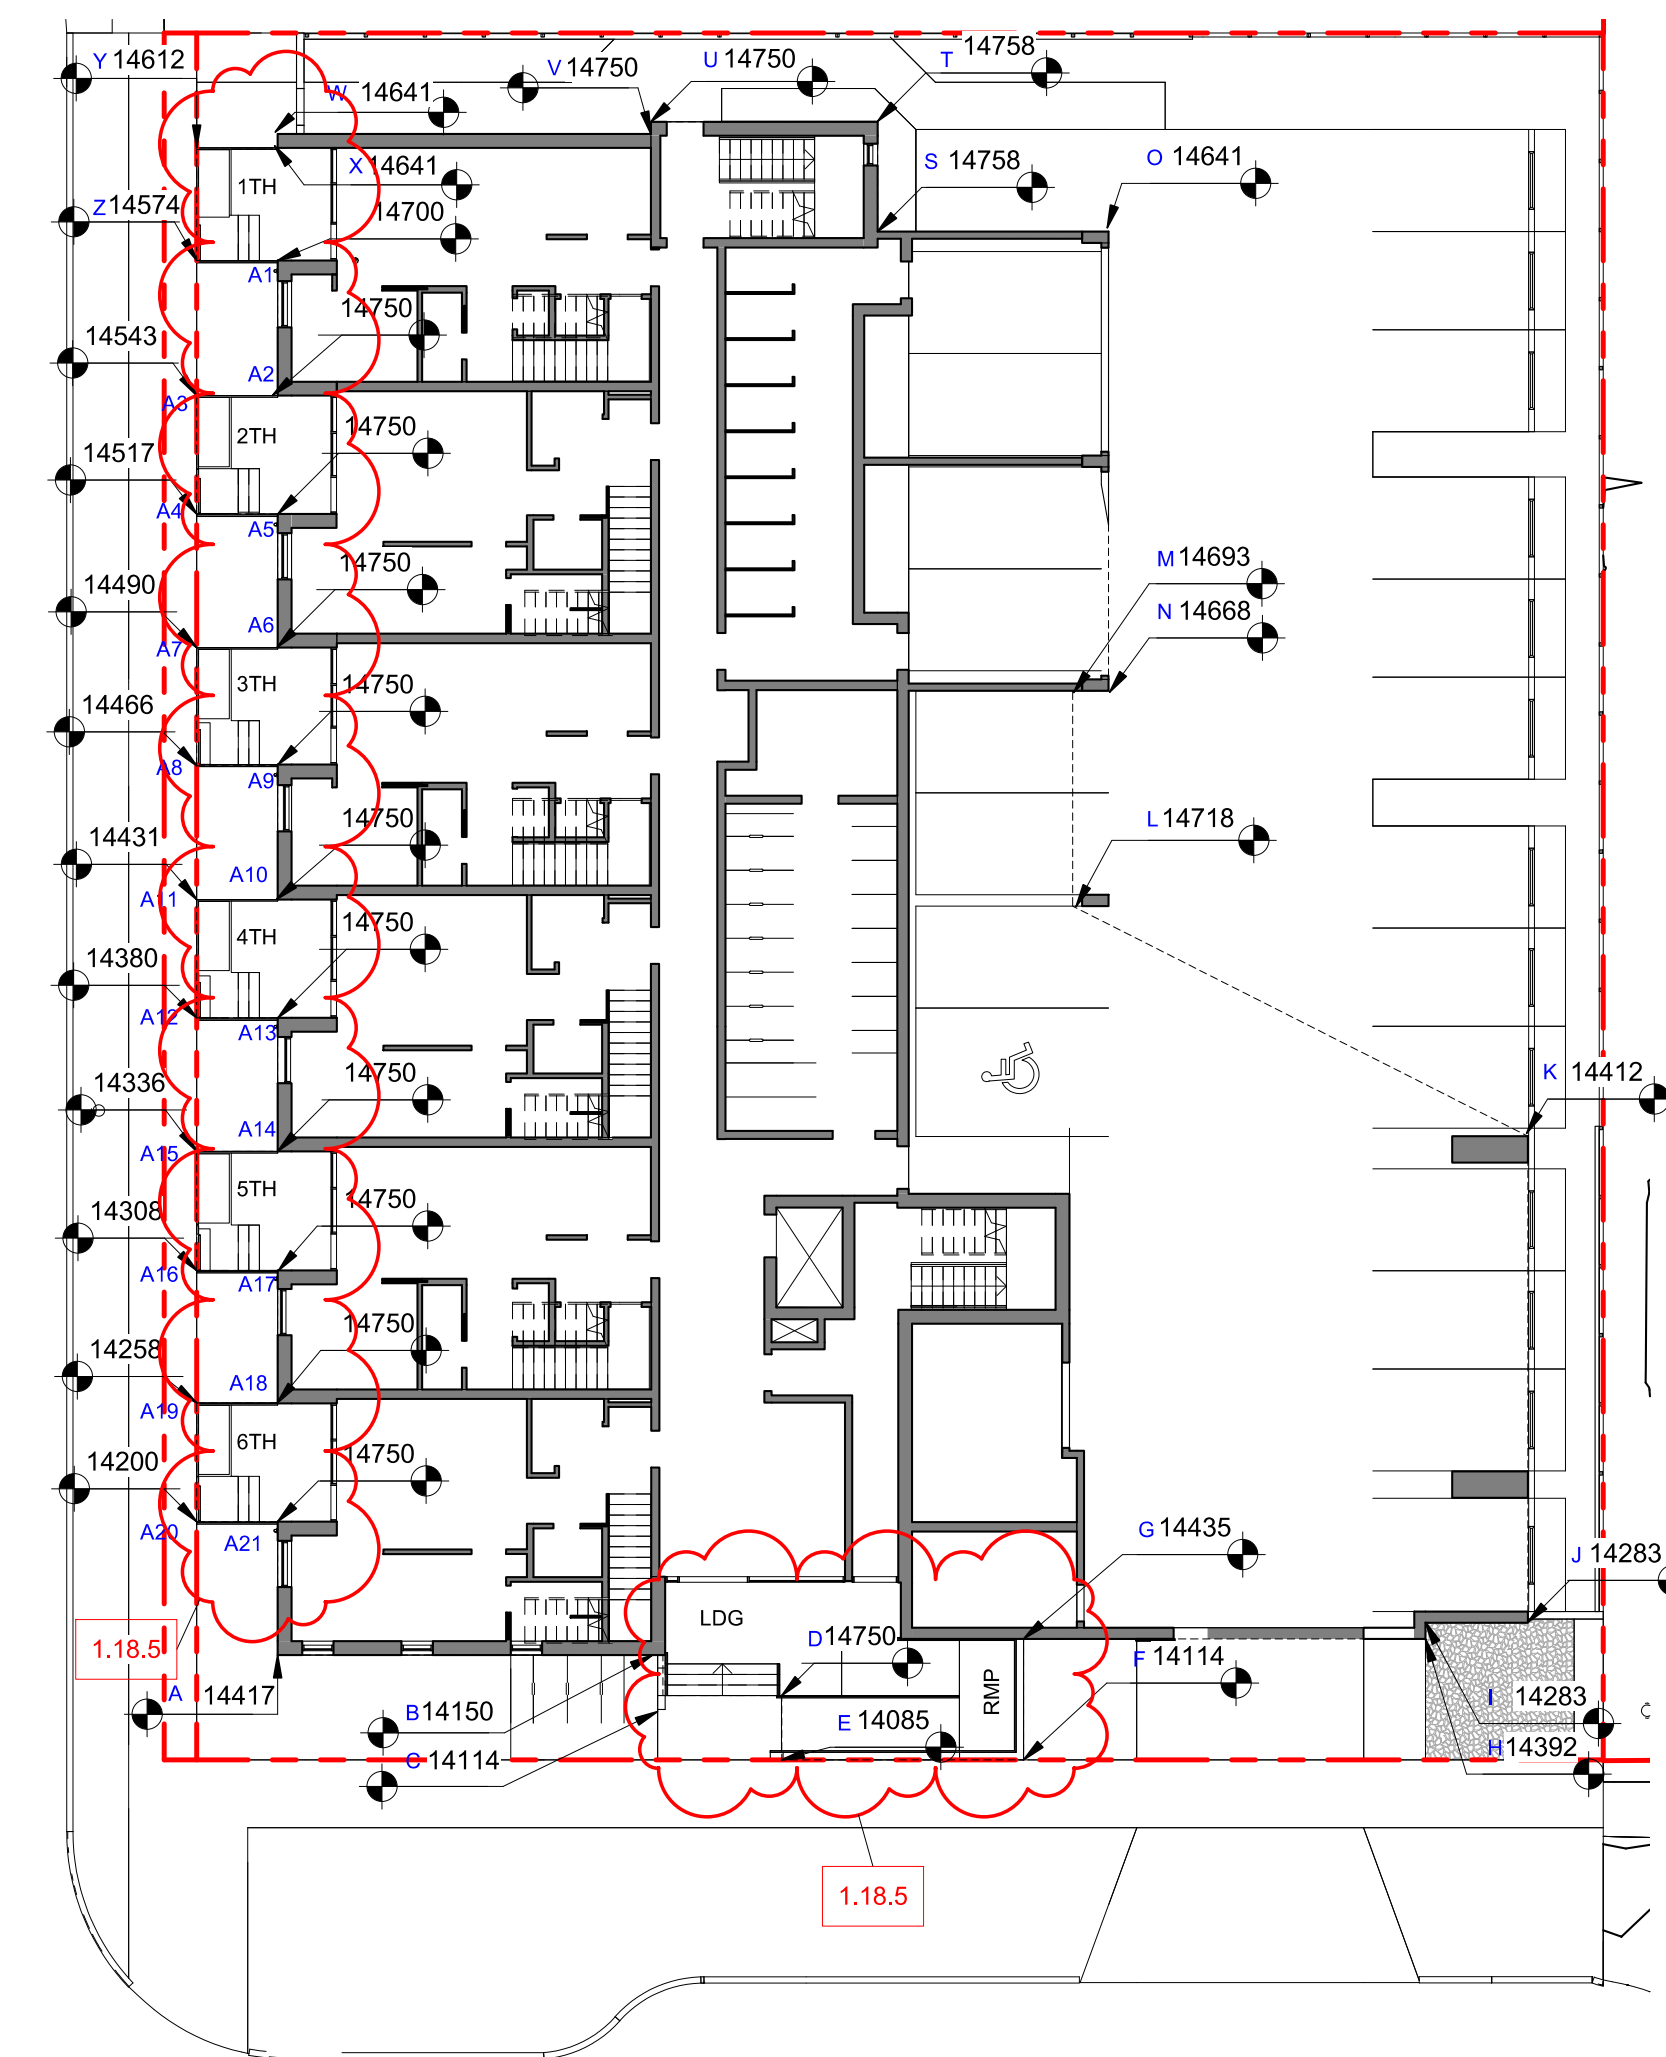 Y 14612
V 14750
U 14750
T 14758
W 14641
X 14641
S 14758
O 14641
1TH
Z 14574
14700
A1
14750
14543
A2
A3
2TH
14750
14517
A4
A5
14750
M 14693
14490
N 14668
A6
A7
3TH
14750
14466
A8
A9
14750
L 14718
14431
A10
A11
4TH
14750
14380
A12
A13
14750
K 14412
14336
A14
A15
5TH
14750
14308
A16
A17
14750
14258
A18
A19
6TH
14750
14200
A20
A21
G 14435
J 14283
LDG
D 14750
1.18.5
F 14114
RMP
A 14417
B 14150
E 14085
I 14283
C 14114
H 14392
1.18.5